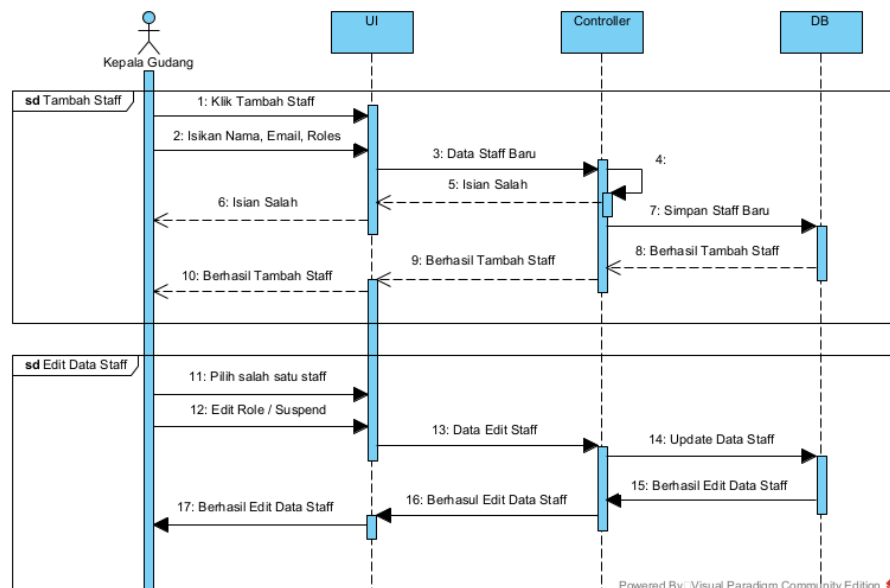 UI
Controller
DB
Kepala Gudang
sd Tambah Staff
1: Klik Tambah Staff
2: Isikan Nama, Email, Roles
3: Data Staff Baru
4:
5: Isian Salah
6: Isian Salah
7: Simpan Staff Baru
8: Berhasil Tambah Staff
9: Berhasil Tambah Staff
10: Berhasil Tambah Staff
sd Edit Data Staff
11: Pilih salah satu staff
12: Edit Role / Suspend
13: Data Edit Staff
14: Update Data Staff
15: Berhasil Edit Data Staff
16: Berhasul Edit Data Staff
17: Berhasil Edit Data Staff
Powered By Visual Paradigm Community Edition